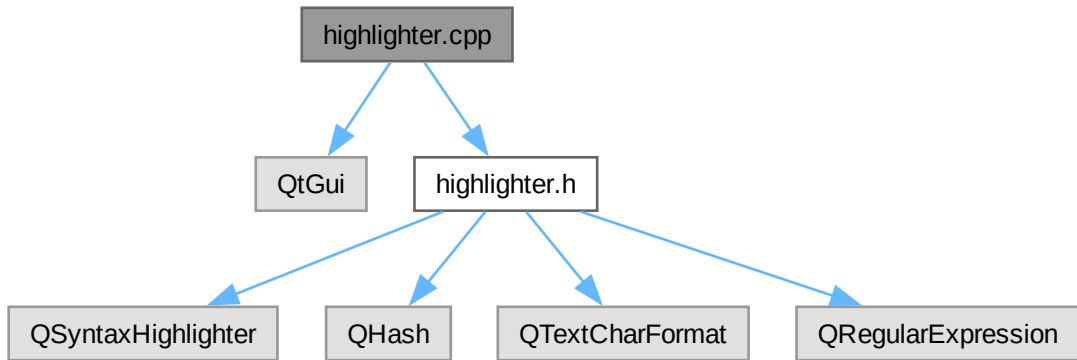 highlighter.cpp
QtGui
highlighter.h
QSyntaxHighlighter
QHash
QTextCharFormat
QRegularExpression